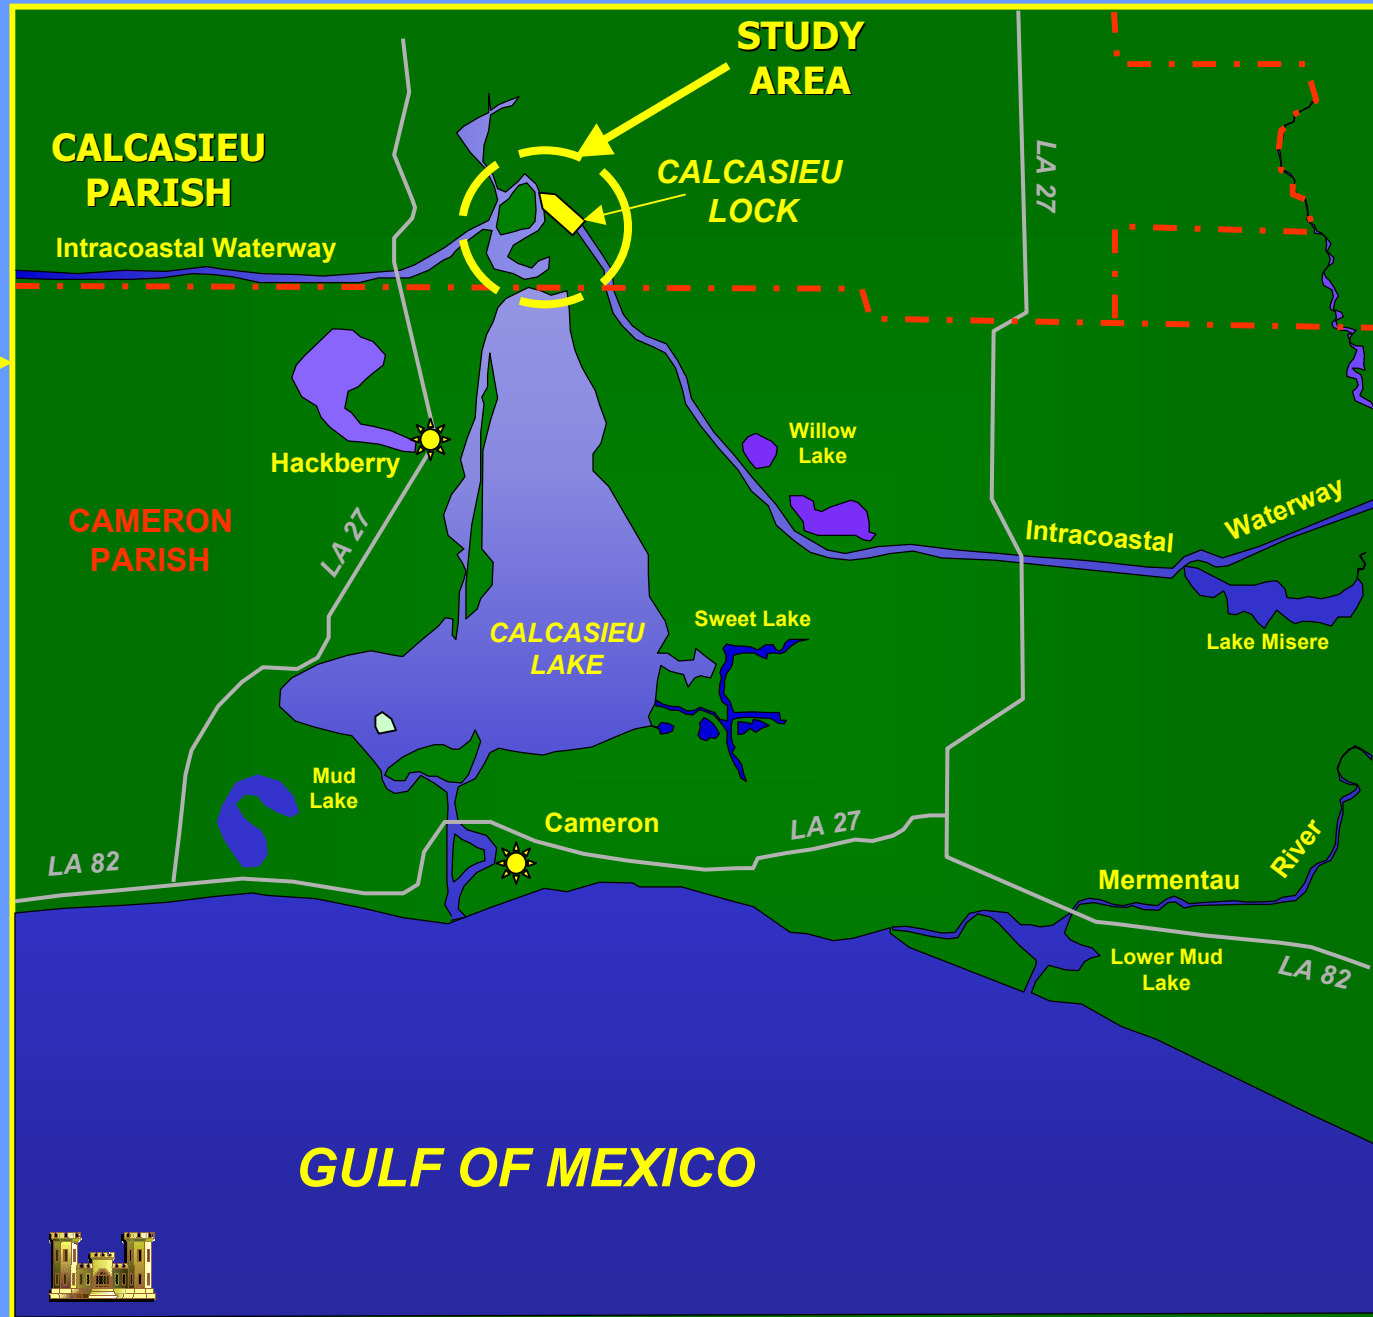 STUDY
AREA
CALCASIEU
PARISH
CALCASIEU
LOCK
LA 27
Intracoastal Waterway
Willow
Lake
Hackberry
CAMERON
PARISH
LA 27
Intracoastal
Waterway
Sweet Lake
CALCASIEU
LAKE
Lake Misere
Mud
Lake
Cameron
LA 27
LA 82
River
Mermentau
Lower Mud
Lake
LA 82
GULF OF MEXICO